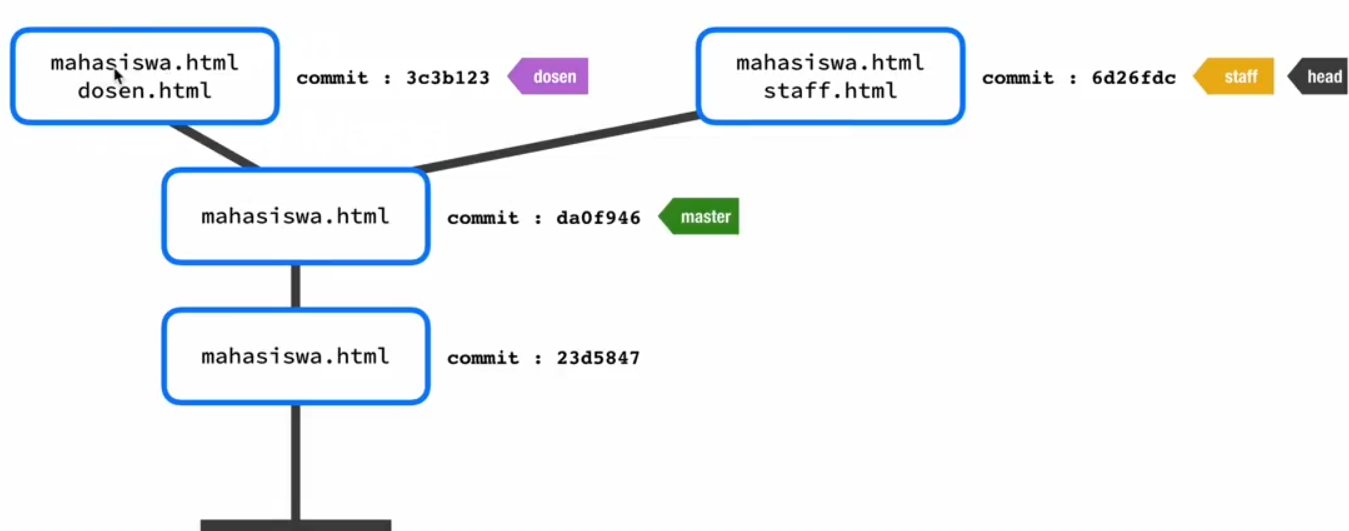 mahasiswa.html
dosen.html
commit : 3c3b123
dosen
mahasiswa.html
staff.html
commit : 6d26fdc
staff
head
mahasiswa.html
commit : da0f946
master
mahasiswa.html
commit : 23d5847